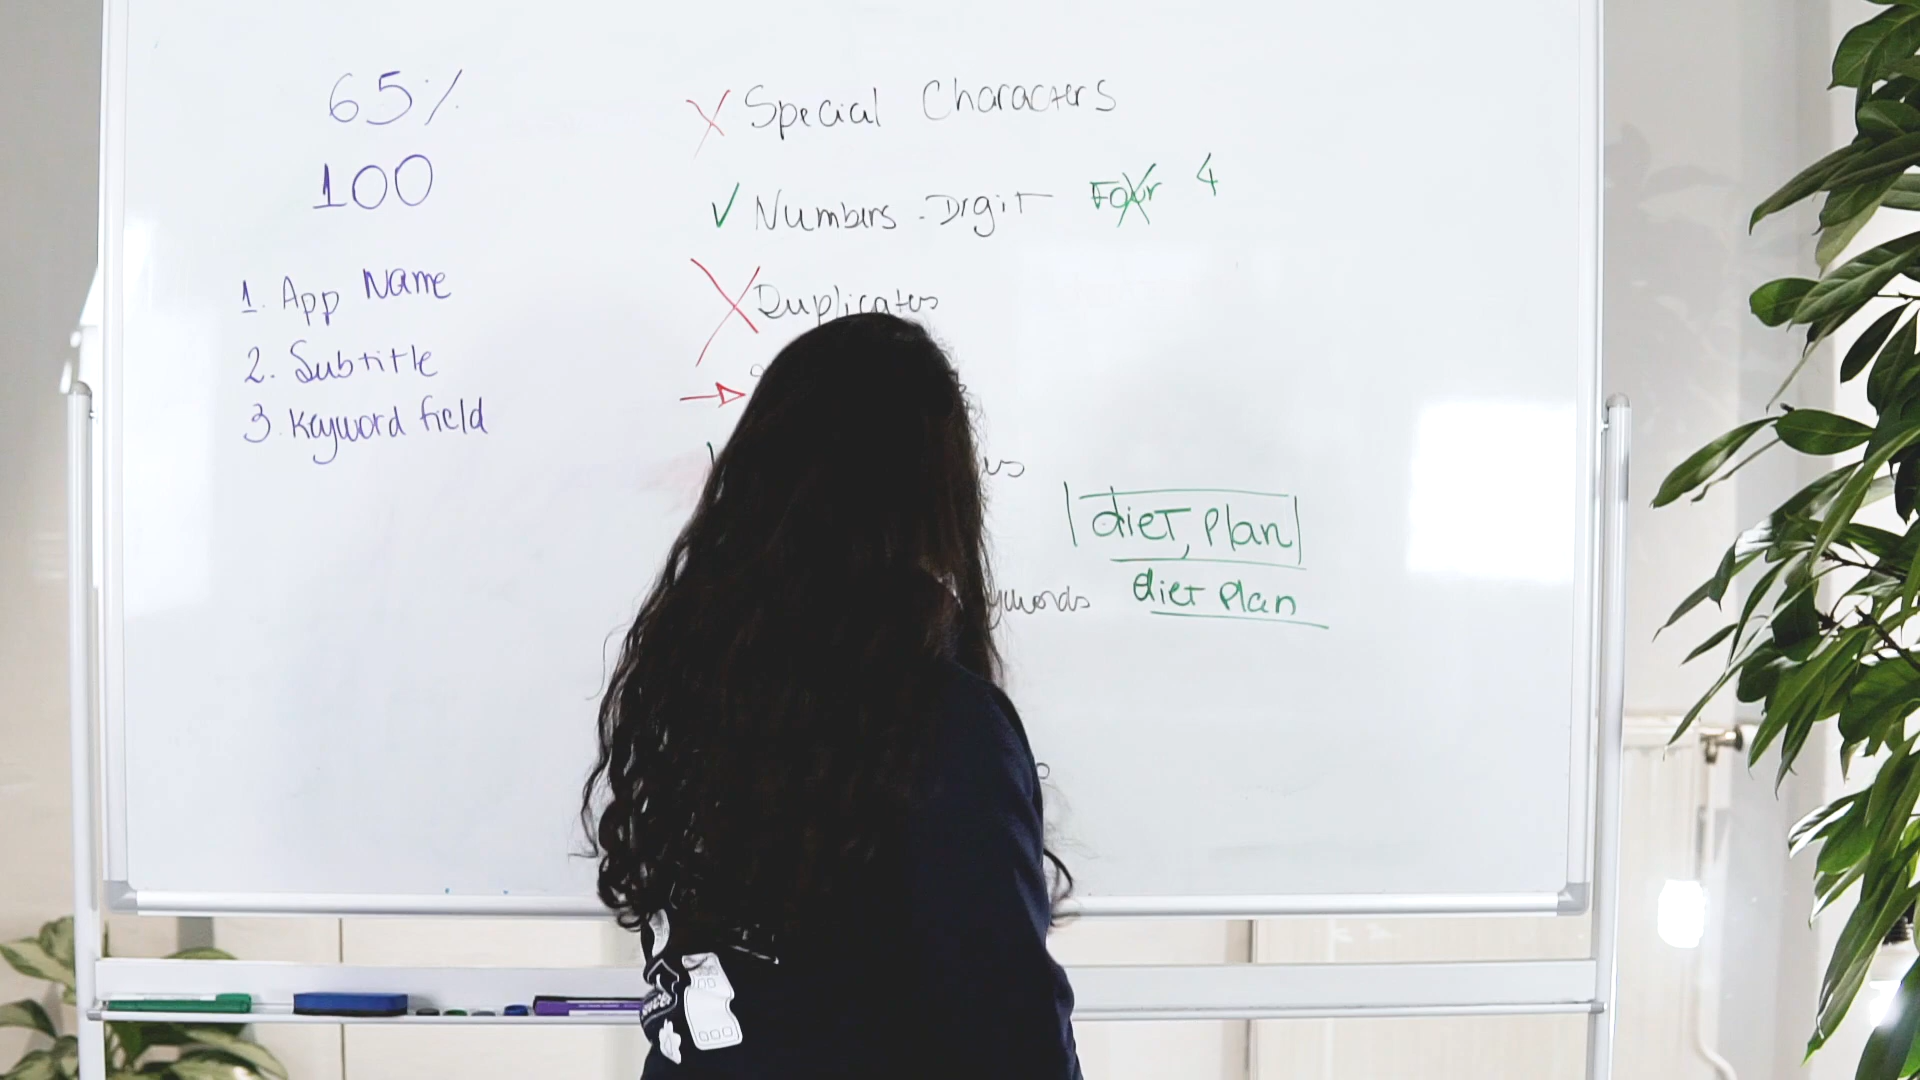 65%
100
1. App Name
2. Subtitle
3. Keyword field
Special Characters
Numbers - Digit Four 4
Duplicates
diet, plan
diet plan